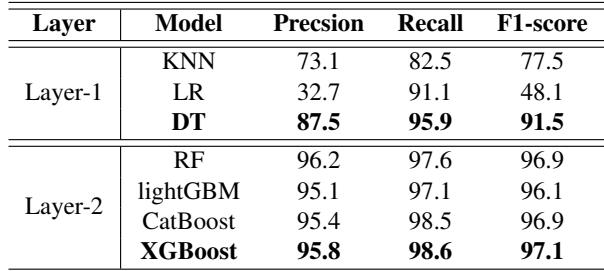 Layer Model Precsion Recall F1-score
KNN 73.1 82.5 77.5
Layer-1 LR 32.7 91.1 48.1
DT 87.5 95.9 91.5
RF 96.2 97.6 96.9
lightGBM 95.1 97.1 96.1
Layer-2
CatBoost 95.4 98.5 96.9
XGBoost 95.8 98.6 97.1